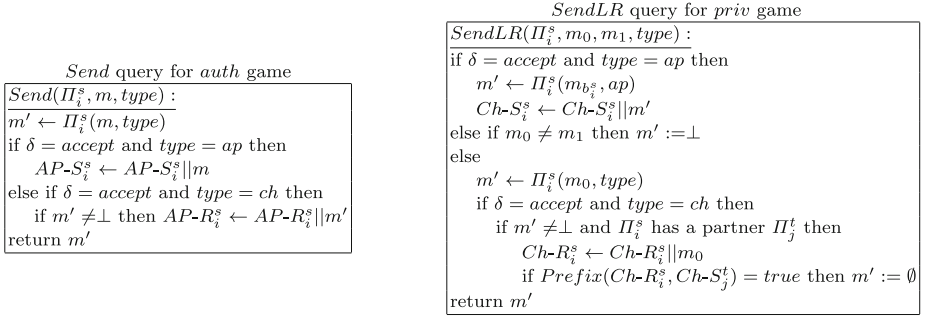 Send query for auth game
Send(Π_i^s, m, type) :
m′ ← Π_i^s(m, type)
if δ = accept and type = ap then
AP-S_i^s ← AP-S_i^s||m
else if δ = accept and type = ch then
if m′ ≠⊥ then AP-R_i^s ← AP-R_i^s||m′
return m′
SendLR query for priv game
SendLR(Π_i^s, m_0, m_1, type) :
if δ = accept and type = ap then
m′ ← Π_i^s(m_{b_i^s}, ap)
Ch-S_i^s ← Ch-S_i^s||m′
else if m_0 ≠ m_1 then m′ :=⊥
else
m′ ← Π_i^s(m_0, type)
if δ = accept and type = ch then
if m′ ≠⊥ and Π_i^s has a partner Π_j^t then
Ch-R_i^s ← Ch-R_i^s||m_0
if Prefix(Ch-R_i^s, Ch-S_j^t) = true then m′ := ∅
return m′